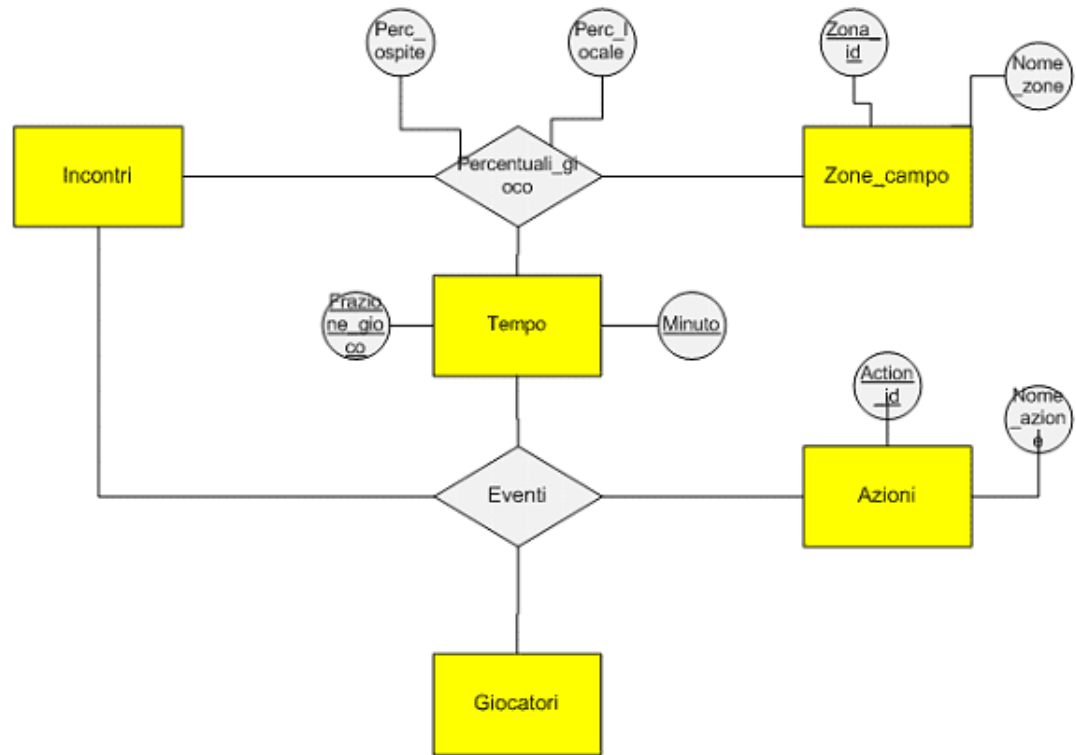 Perc_
ospite
Perc_l
ocale
Zona_
id
Nome
_zone
Incontri
Percentuali_gi
oco
Zone_campo
Frazio
ne_gio
co
Tempo
Minuto
Action
_id
Nome
_azion
e
Eventi
Azioni
Giocatori